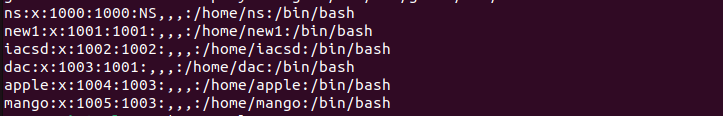 ns:x:1000:1000:NS,,,:/home/ns:/bin/bash
new1:x:1001:1001:,,,:/home/new1:/bin/bash
iacsd:x:1002:1002:,,,:/home/iacsd:/bin/bash
dac:x:1003:1001:,,,:/home/dac:/bin/bash
apple:x:1004:1003:,,,:/home/apple:/bin/bash
mango:x:1005:1003:,,,:/home/mango:/bin/bash